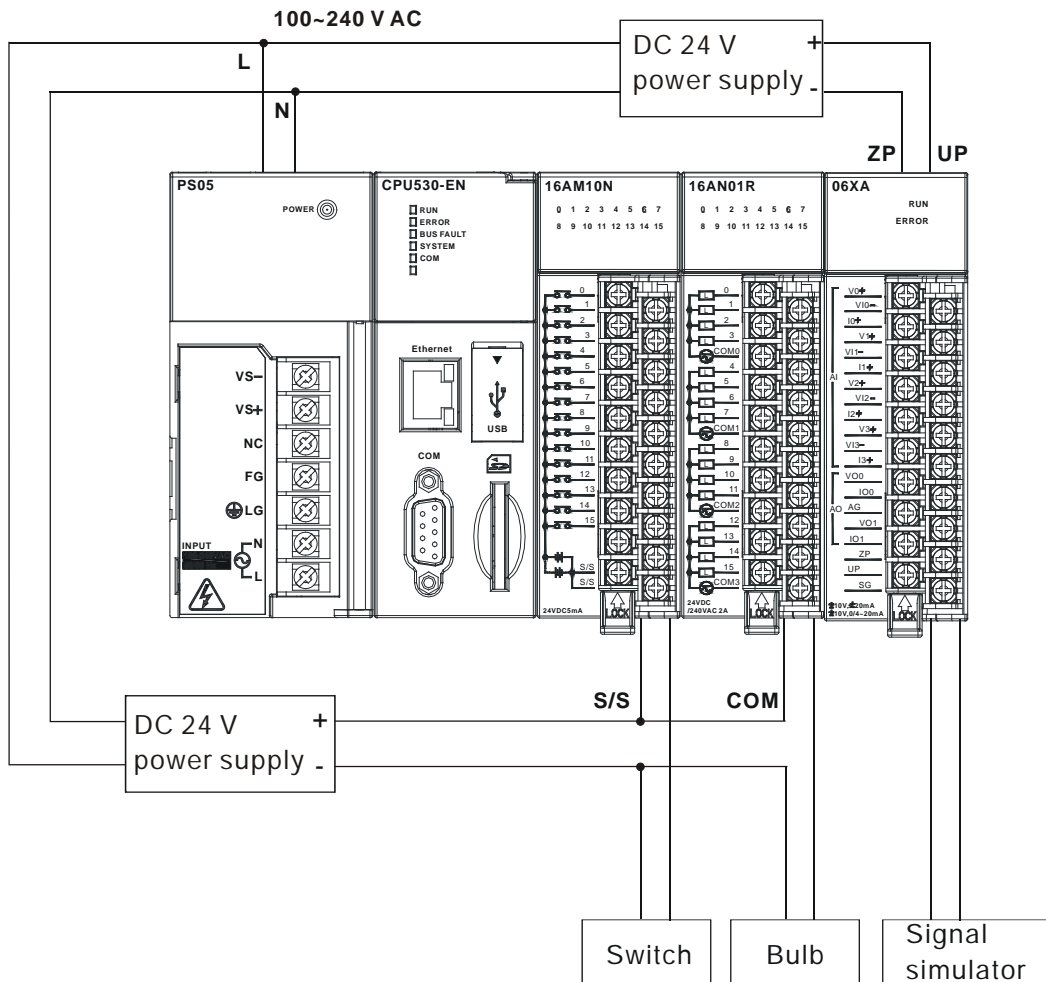 100~240 V AC
L
N
DC 24 V
power supply
+
-
ZP
UP
PS05
POWER
CPU530-EN
RUN
ERROR
BUS FAULT
SYSTEM
COM
16AM10N
0 1 2 3 4 5 6 7
8 9 10 11 12 13 14 15
16AN01R
0 1 2 3 4 5 6 7
8 9 10 11 12 13 14 15
06XA
RUN
ERROR
VS−
VS+
NC
FG
LG
N
L
INPUT
Ethernet
USB
COM
0
1
2
3
4
5
6
7
8
9
10
11
12
13
14
15
S/S
S/S
24VDC5mA
LOCK
L 0
L 1
L 2
L 3
COM0
L 4
L 5
L 6
L 7
COM1
L 8
L 9
L 10
L 11
COM2
L 12
L 13
L 14
L 15
COM3
24VDC
/240VAC 2A
LOCK
AI
V0+
VI0−
I0+
V1+
VI1−
I1+
V2+
VI2−
I2+
V3+
VI3−
I3+
AO
VO0
IO0
AG
VO1
IO1
ZP
UP
SG
±10V,±20mA
±10V,0/4~20mA
LOCK
S/S
COM
DC 24 V
power supply
+
-
Switch
Bulb
Signal
simulator